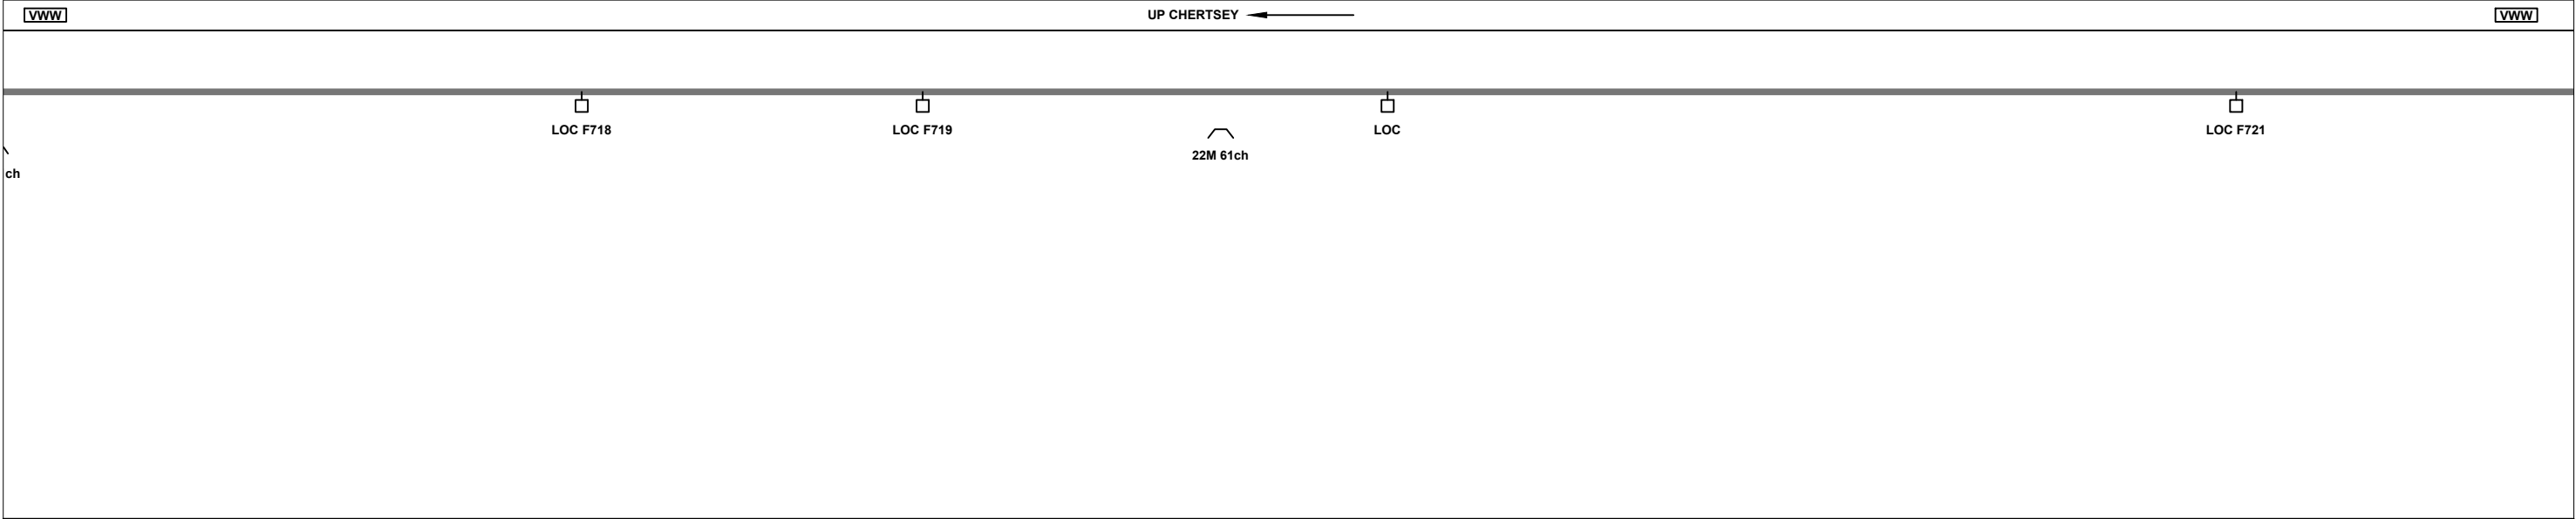 VWW
UP CHERTSEY
VWW
LOC F718
LOC F719
LOC
LOC F721
22M 61ch
ch